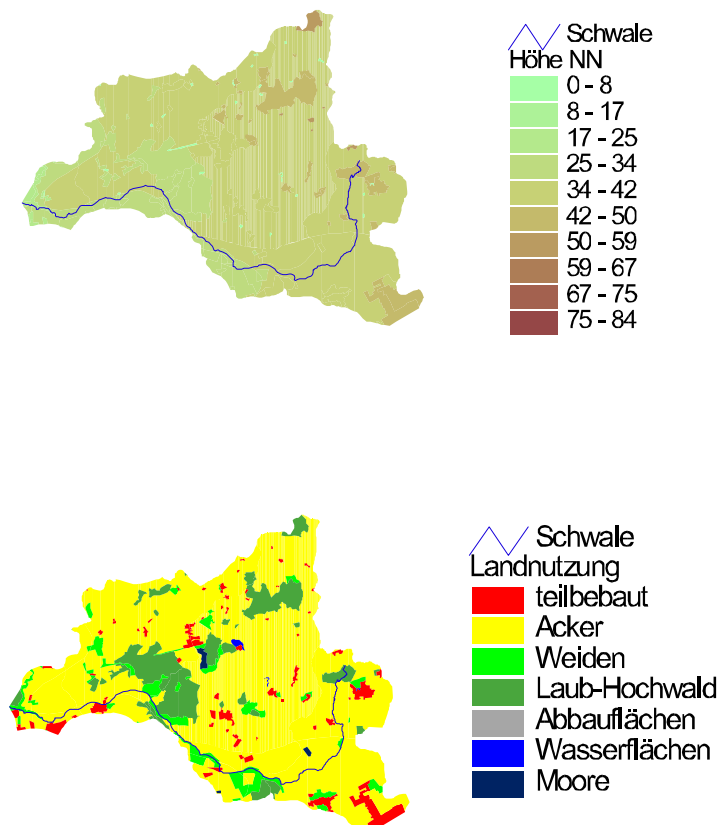 Schwale
Höhe NN
0 - 8
8 - 17
17 - 25
25 - 34
34 - 42
42 - 50
50 - 59
59 - 67
67 - 75
75 - 84
Schwale
Landnutzung
teilbebaut
Acker
Weiden
Laub-Hochwald
Abbauflächen
Wasserflächen
Moore